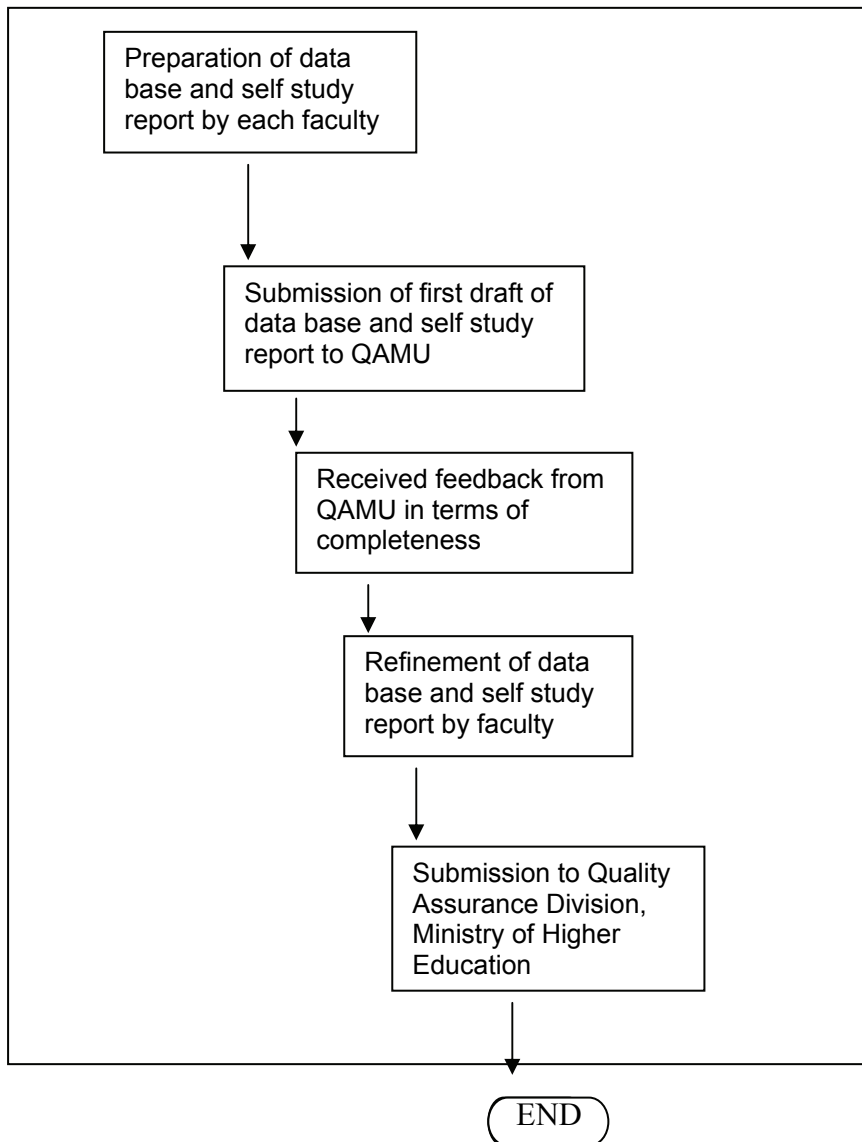 Preparation of data
base and self study
report by each faculty
Submission of first draft of
data base and self study
report to QAMU
Received feedback from
QAMU in terms of
completeness
Refinement of data
base and self study
report by faculty
Submission to Quality
Assurance Division,
Ministry of Higher
Education
END